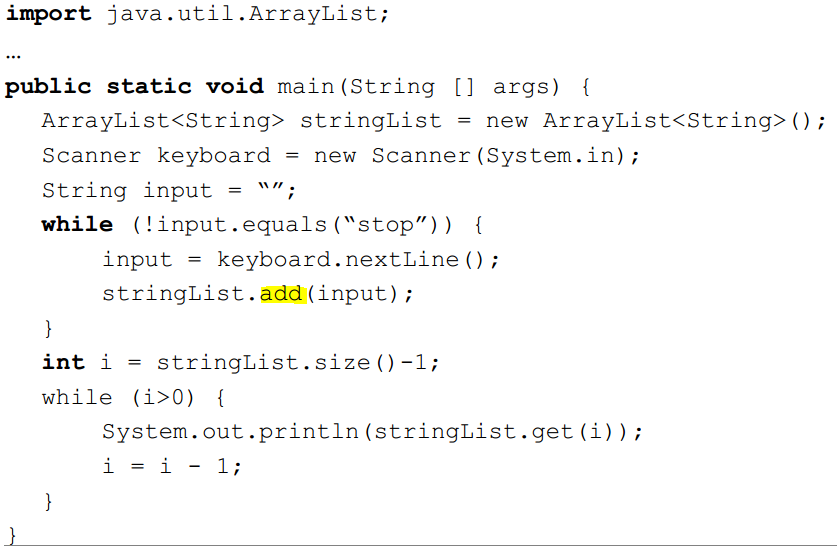 import java.util.ArrayList;
…
public static void main(String [] args) {
ArrayList<String> stringList = new ArrayList<String>();
Scanner keyboard = new Scanner(System.in);
String input = “”;
while (!input.equals(“stop”)) {
input = keyboard.nextLine();
stringList.add(input);
}
int i = stringList.size()-1;
while (i>0) {
System.out.println(stringList.get(i));
i = i - 1;
}
}